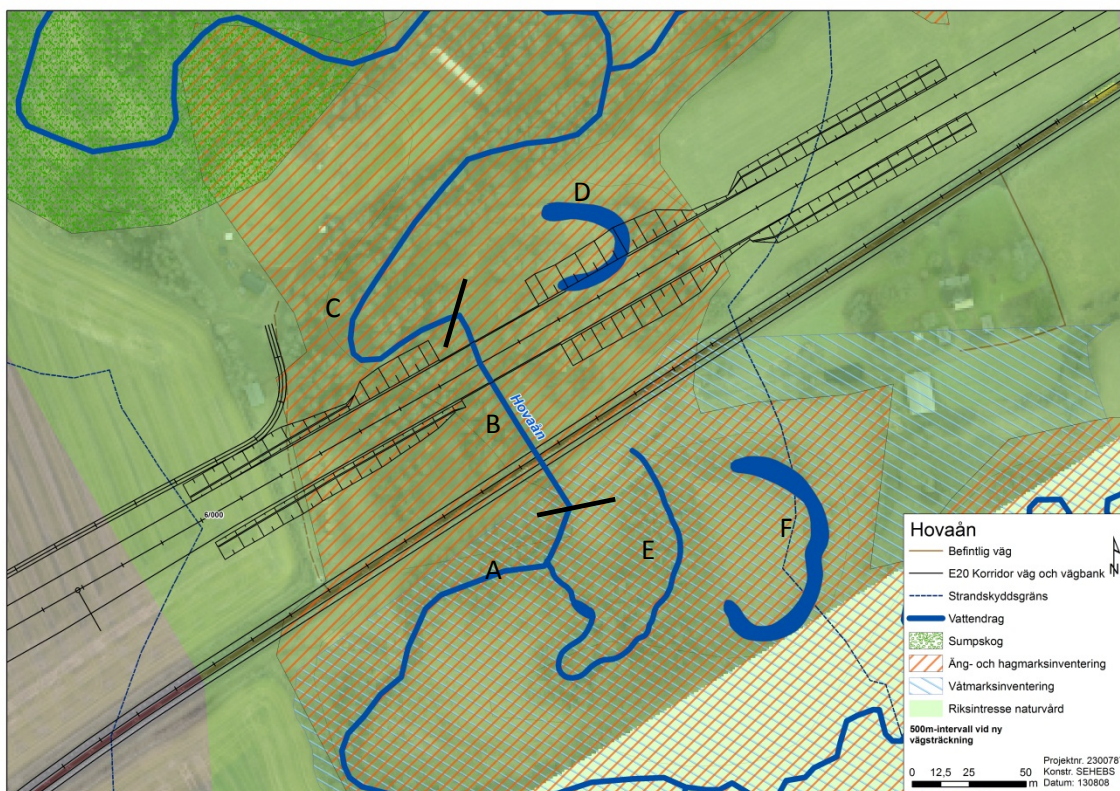 D
C
Hovaån
B
6/000
F
E
A
Hovaån
Befintlig väg
E20 Korridor väg och vägbank
N
Strandskyddsgräns
Vattendrag
Sumpskog
Äng- och hagmarksinventering
Våtmarksinventering
Riksintresse naturvård
500m-intervall vid ny
vägsträckning
0 12,5 25 50
m
Projektnr. 230078
Konstr. SEHEBS
Datum: 130808